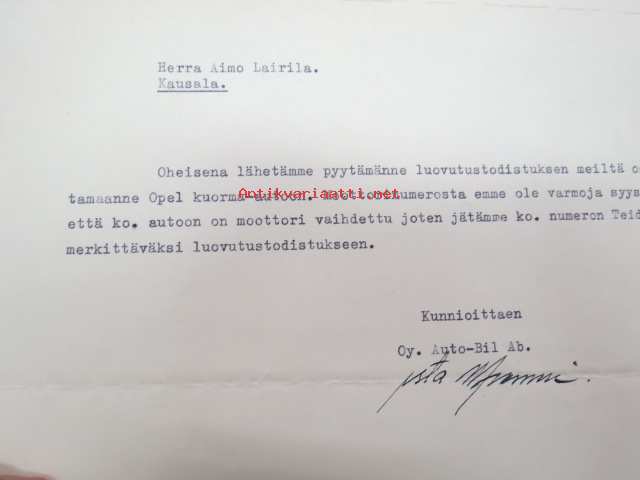 Herra Aimo Lairila.
Kausala.
Oheisena lähetämme pyytämänne luovutustodistuksen meiltä o
tamaanne Opel kuorma-autoon. Moottorinumerosta emme ole varmoja syys
Antikvariaatti.net
että ko. autoon on moottori vaihdettu joten jätämme ko. numeron Teid
merkittäväksi luovutustodistukseen.
Kunnioittaen
Oy. Auto-Bil Ab.